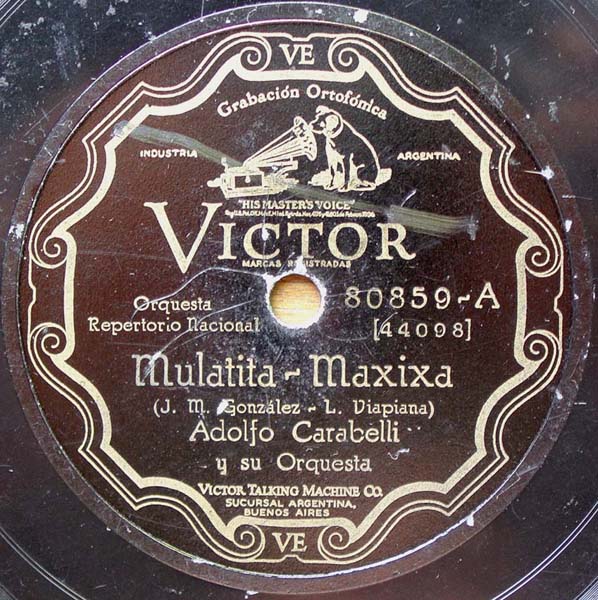 VE
Grabación Ortofónica
INDUSTRIA ARGENTINA
"HIS MASTER'S VOICE"
VICTOR
MARCAS REGISTRADAS
Orquesta
Repertorio Nacional
80859-A
[44098]
Mulatita - Maxixa
(J. M. González - L. Viapiana)
Adolfo Carabelli
y su Orquesta
VICTOR TALKING MACHINE CO.
SUCURSAL ARGENTINA,
BUENOS AIRES
VE